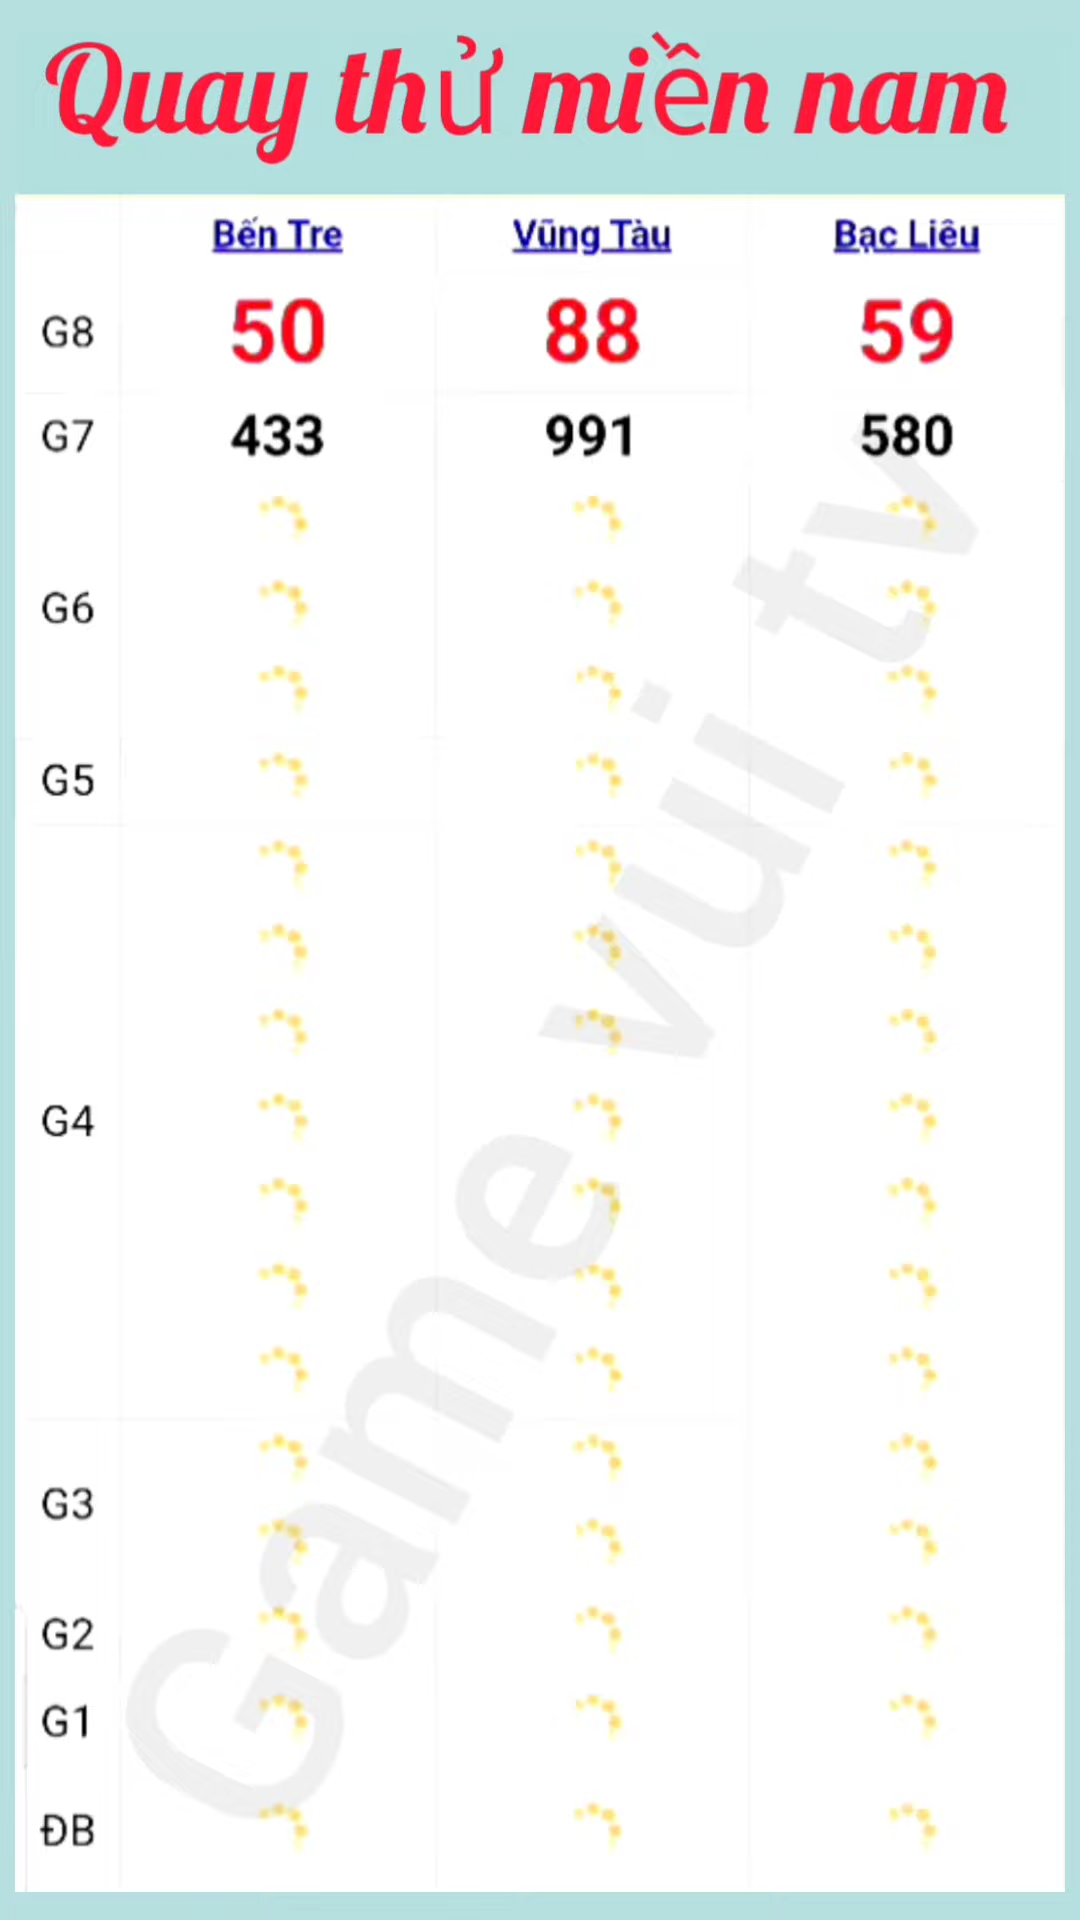 Quay thử miền nam
Bến Tre Vũng Tàu Bạc Liêu
G8 50 88 59
G7 433 991 580
G6
G5
G4
G3
G2
G1
ĐB
Game vui tv